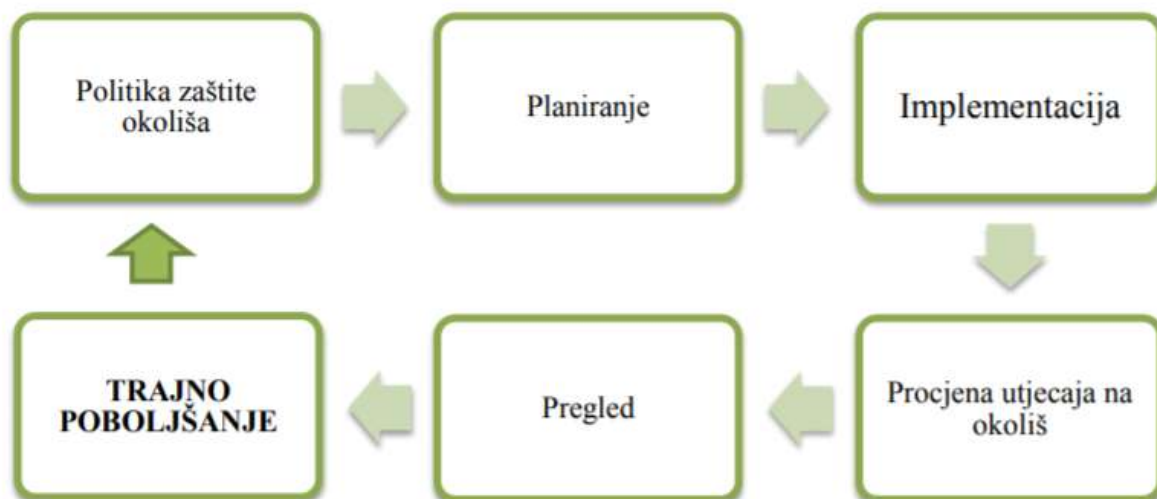 Politika zaštite
okoliša
Planiranje
Implementacija
Procjena utjecaja na
okoliš
Pregled
TRAJNO
POBOLJŠANJE